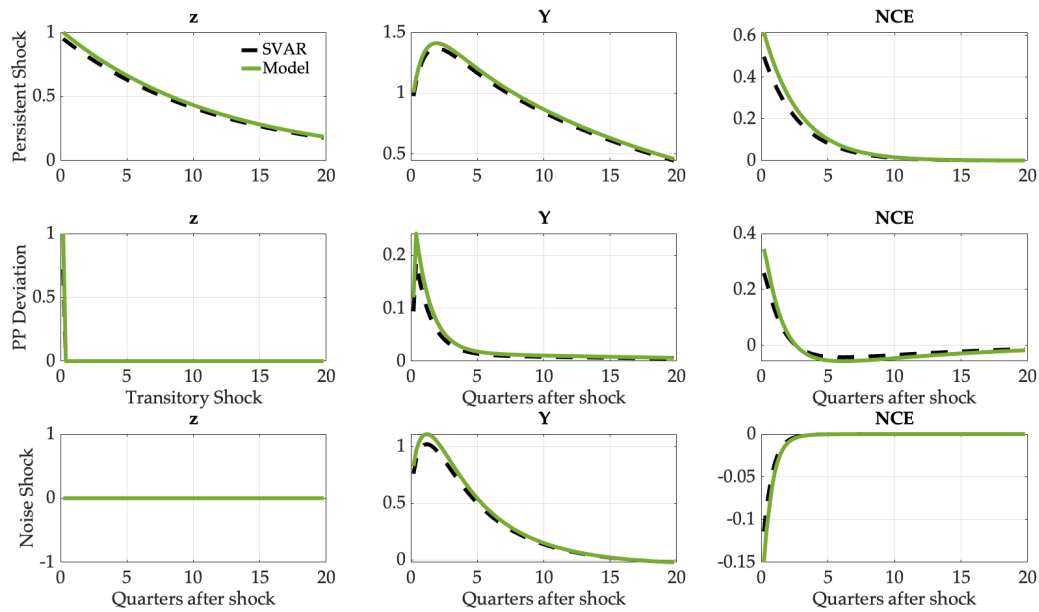 z
Y
NCE
Persistent Shock
1
0.5
0
SVAR
Model
1.5
1
0.5
0.6
0.4
0.2
0
0 5 10 15 20
0 5 10 15 20
0 5 10 15 20
z
Y
NCE
PP Deviation
1
0.5
0
0.2
0.1
0
0.4
0.2
0
0 5 10 15 20
0 5 10 15 20
0 5 10 15 20
Transitory Shock
Quarters after shock
Quarters after shock
z
Y
NCE
Noise Shock
1
0
-1
1
0.5
0
0
-0.05
-0.1
-0.15
0 5 10 15 20
0 5 10 15 20
0 5 10 15 20
Quarters after shock
Quarters after shock
Quarters after shock